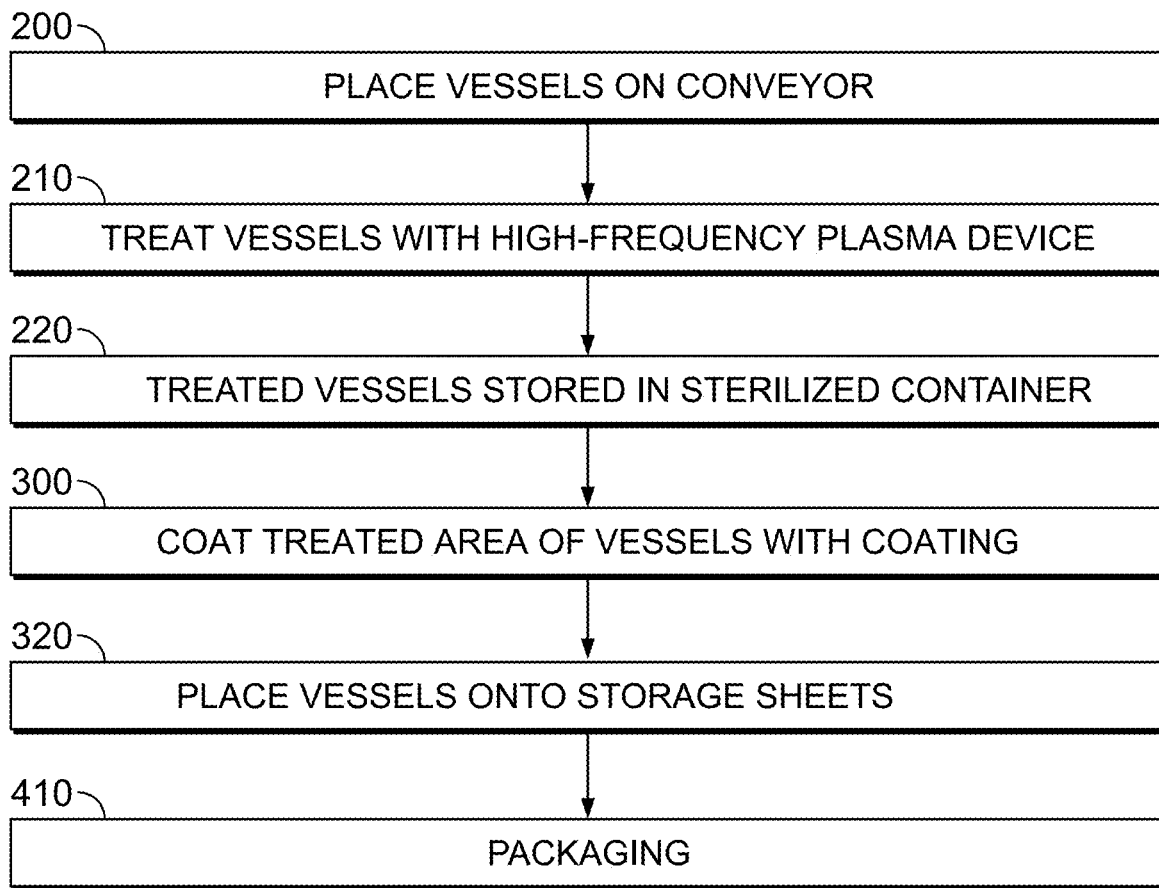 200
PLACE VESSELS ON CONVEYOR
210
TREAT VESSELS WITH HIGH-FREQUENCY PLASMA DEVICE
220
TREATED VESSELS STORED IN STERILIZED CONTAINER
300
COAT TREATED AREA OF VESSELS WITH COATING
320
PLACE VESSELS ONTO STORAGE SHEETS
410
PACKAGING